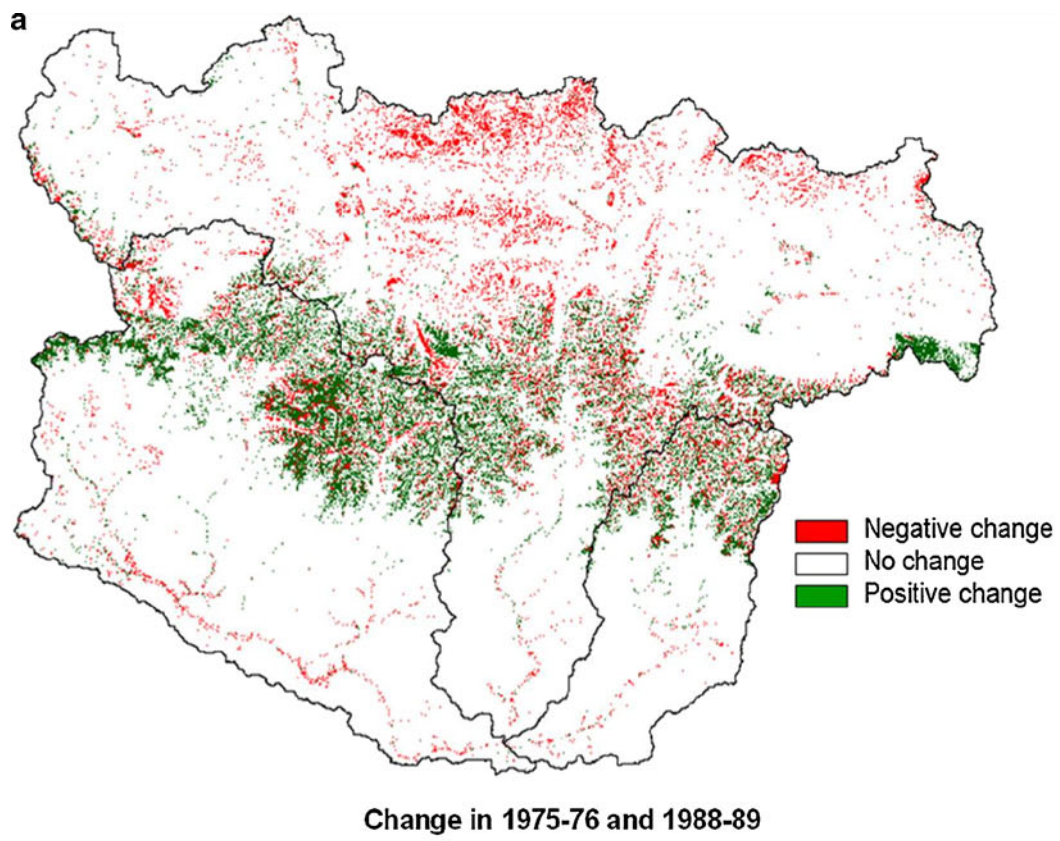 a
Negative change
No change
Positive change
Change in 1975-76 and 1988-89